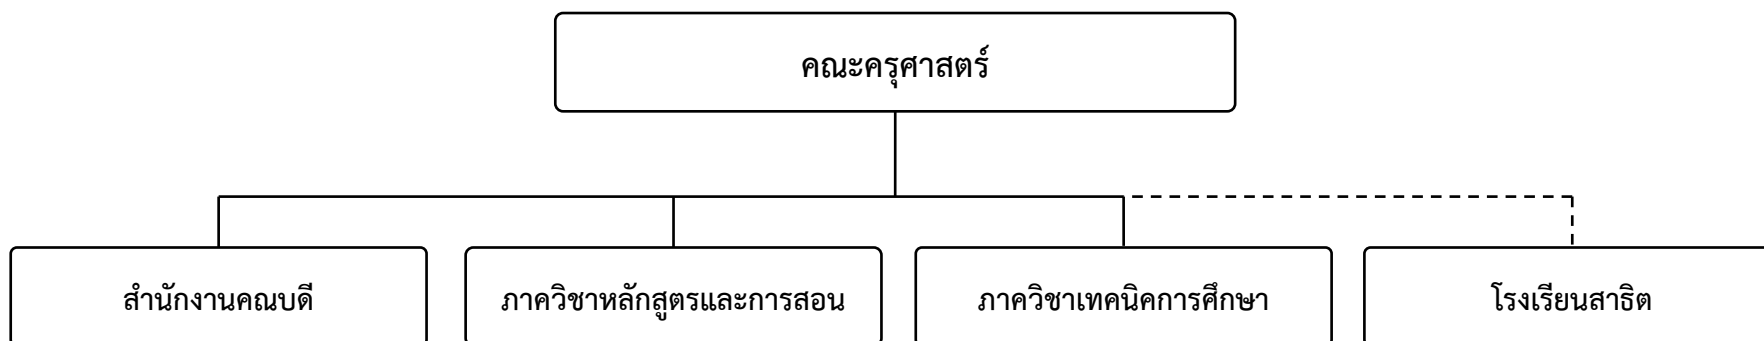 คณะครุศาสตร์
สำนักงานคณบดี
ภาควิชาหลักสูตรและการสอน
ภาควิชาเทคนิคการศึกษา
โรงเรียนสาธิต